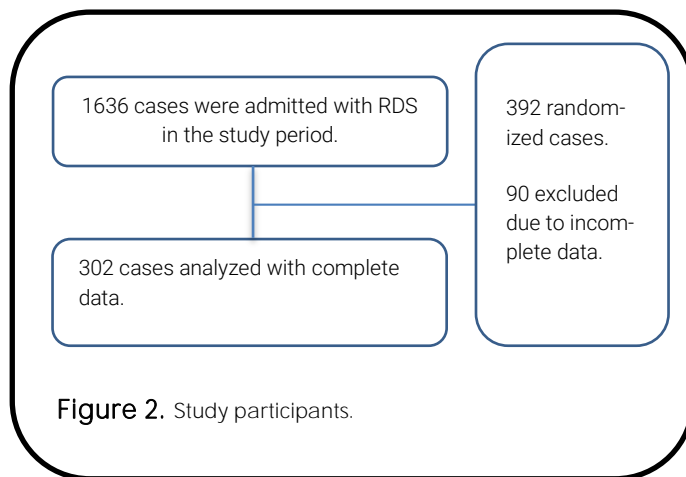 1636 cases were admitted with RDS
in the study period.
392 random-
ized cases.
90 excluded
due to incom-
plete data.
302 cases analyzed with complete
data.
Figure 2. Study participants.